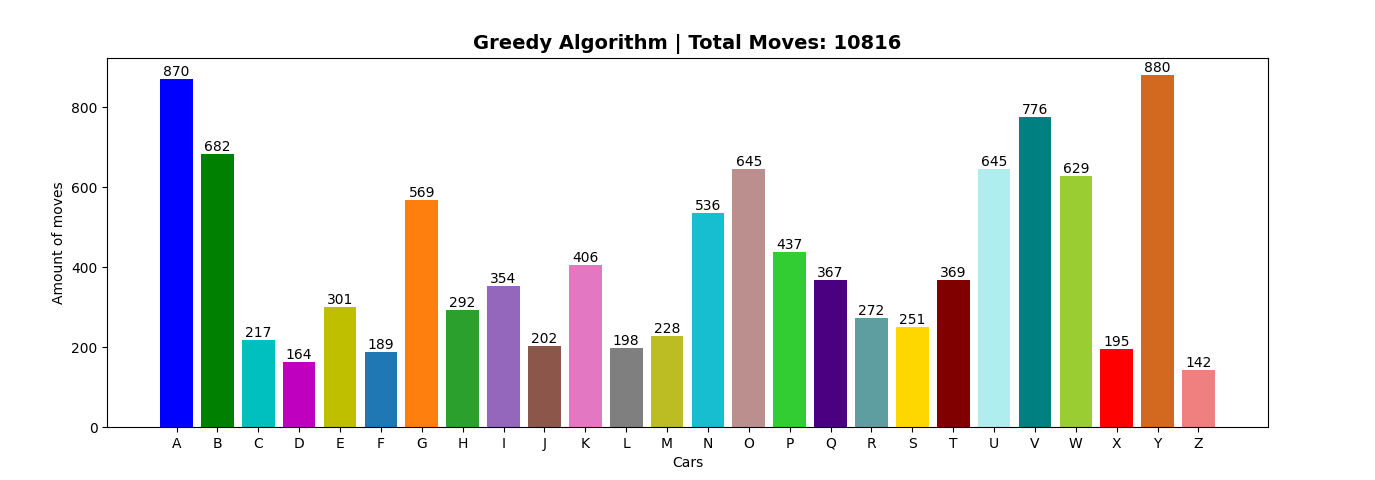 Greedy Algorithm | Total Moves: 10816
870 682 217 164 301 189 569 292 354 202 406 198 228 536 645 437 367 272 251 369 645 776 629 195 880 142
Amount of moves
800
600
400
200
0
A B C D E F G H I J K L M N O P Q R S T U V W X Y Z
Cars